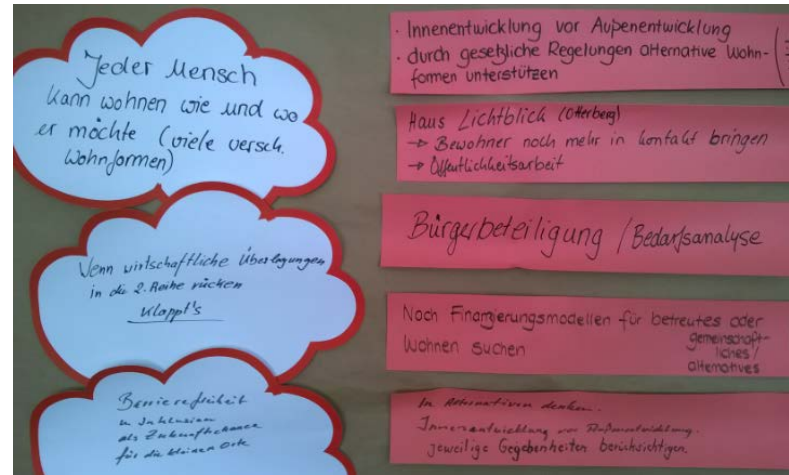 Jeder Mensch
kann wohnen wie und wo
er möchte (viele versch.
Wohnformen)
Wenn wirtschaftliche Überlegungen
in die 2. Reihe rücken
Klappt's
Barrierefreiheit
u Inklusion
als Zukunftschance
für die kleinen Orte
· Innenentwicklung vor Außenentwicklung
· durch gesetzliche Regelungen alternative Wohn-
formen unterstützen
Haus Lichtblick (Otterberg)
→ Bewohner noch mehr in Kontakt bringen
→ Öffentlichkeitsarbeit
Bürgerbeteiligung / Bedarfsanalyse
Nach Finanzierungsmodellen für betreutes oder
Wohnen suchen
gemeinschaft-
liches /
alternatives
In Alternativen denken.
Innenentwicklung vor Außenentwicklung.
jeweilige Gegebenheiten berücksichtigen.